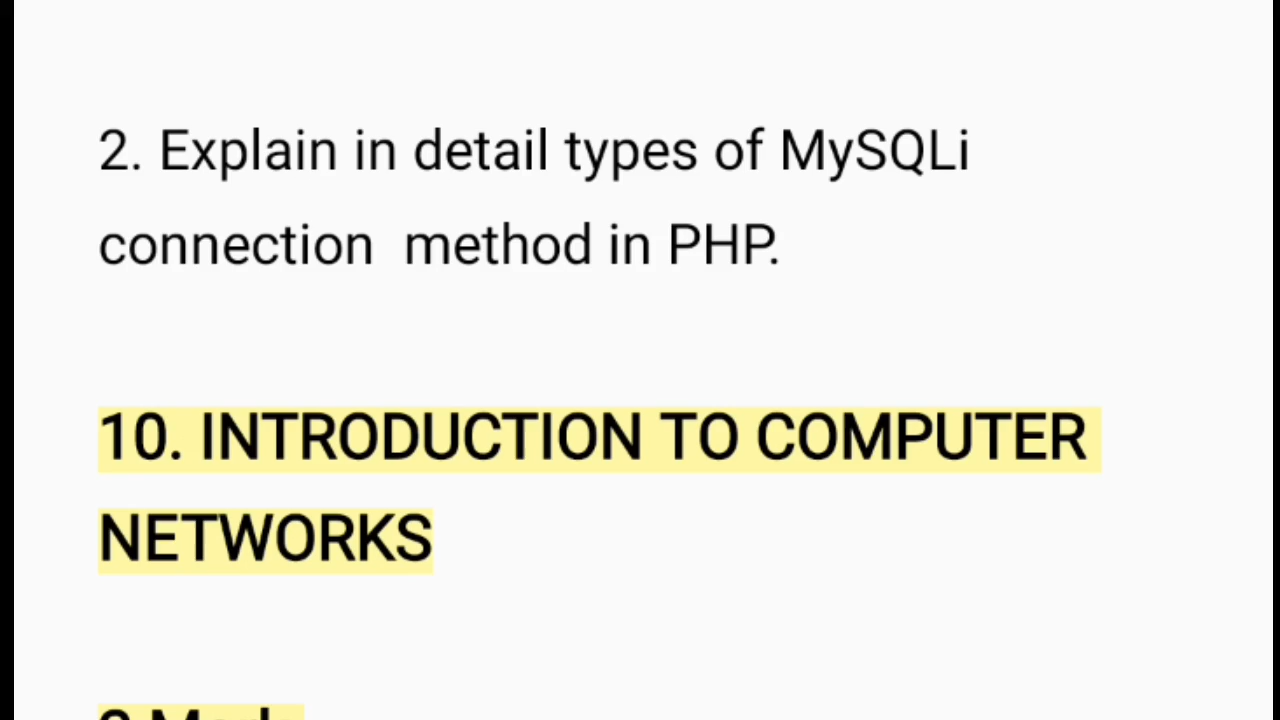 2. Explain in detail types of MySQLi
connection  method in PHP.
10. INTRODUCTION TO COMPUTER
NETWORKS